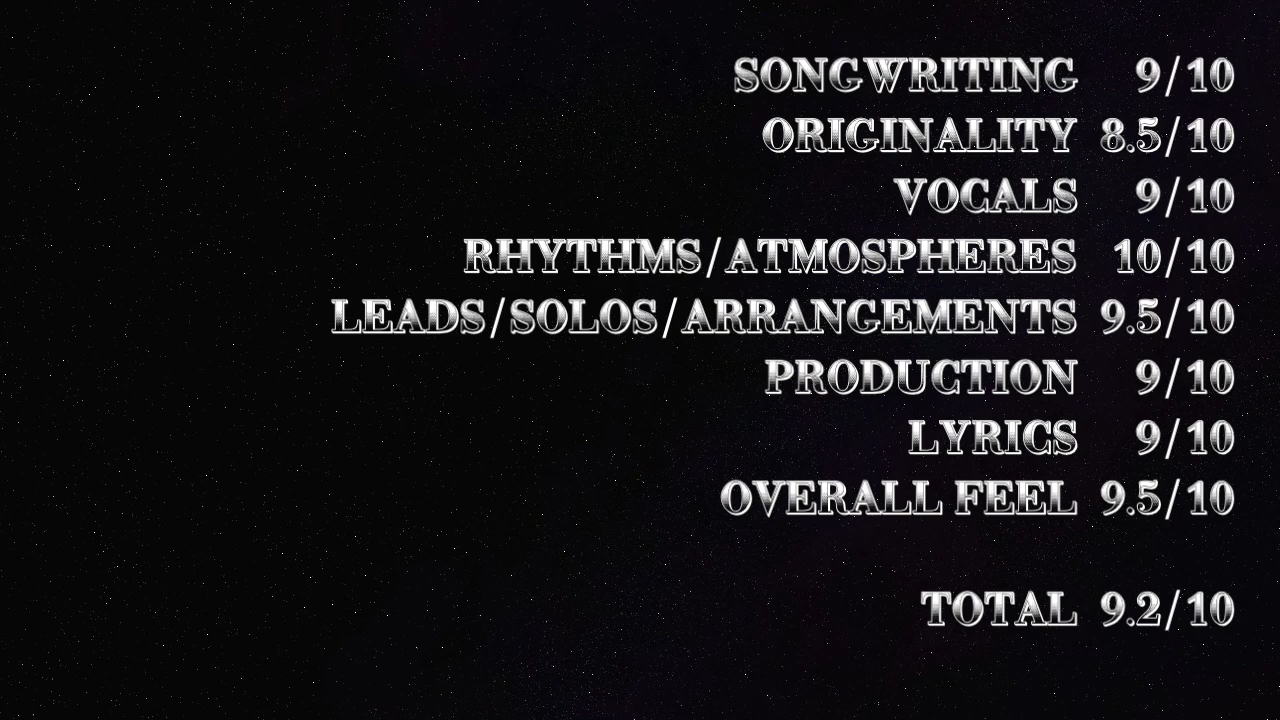 SONGWRITING 9/10
ORIGINALITY 8.5/10
VOCALS 9/10
RHYTHMS/ATMOSPHERES 10/10
LEADS/SOLOS/ARRANGEMENTS 9.5/10
PRODUCTION 9/10
LYRICS 9/10
OVERALL FEEL 9.5/10
TOTAL 9.2/10